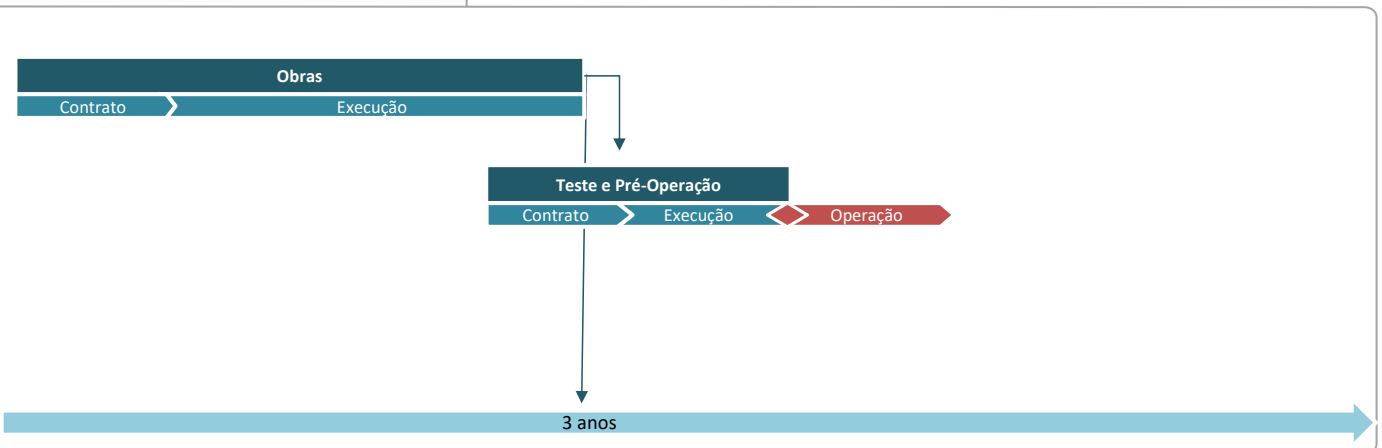 Obras
Contrato
Execução
Teste e Pré-Operação
Contrato
Execução
Operação
3 anos